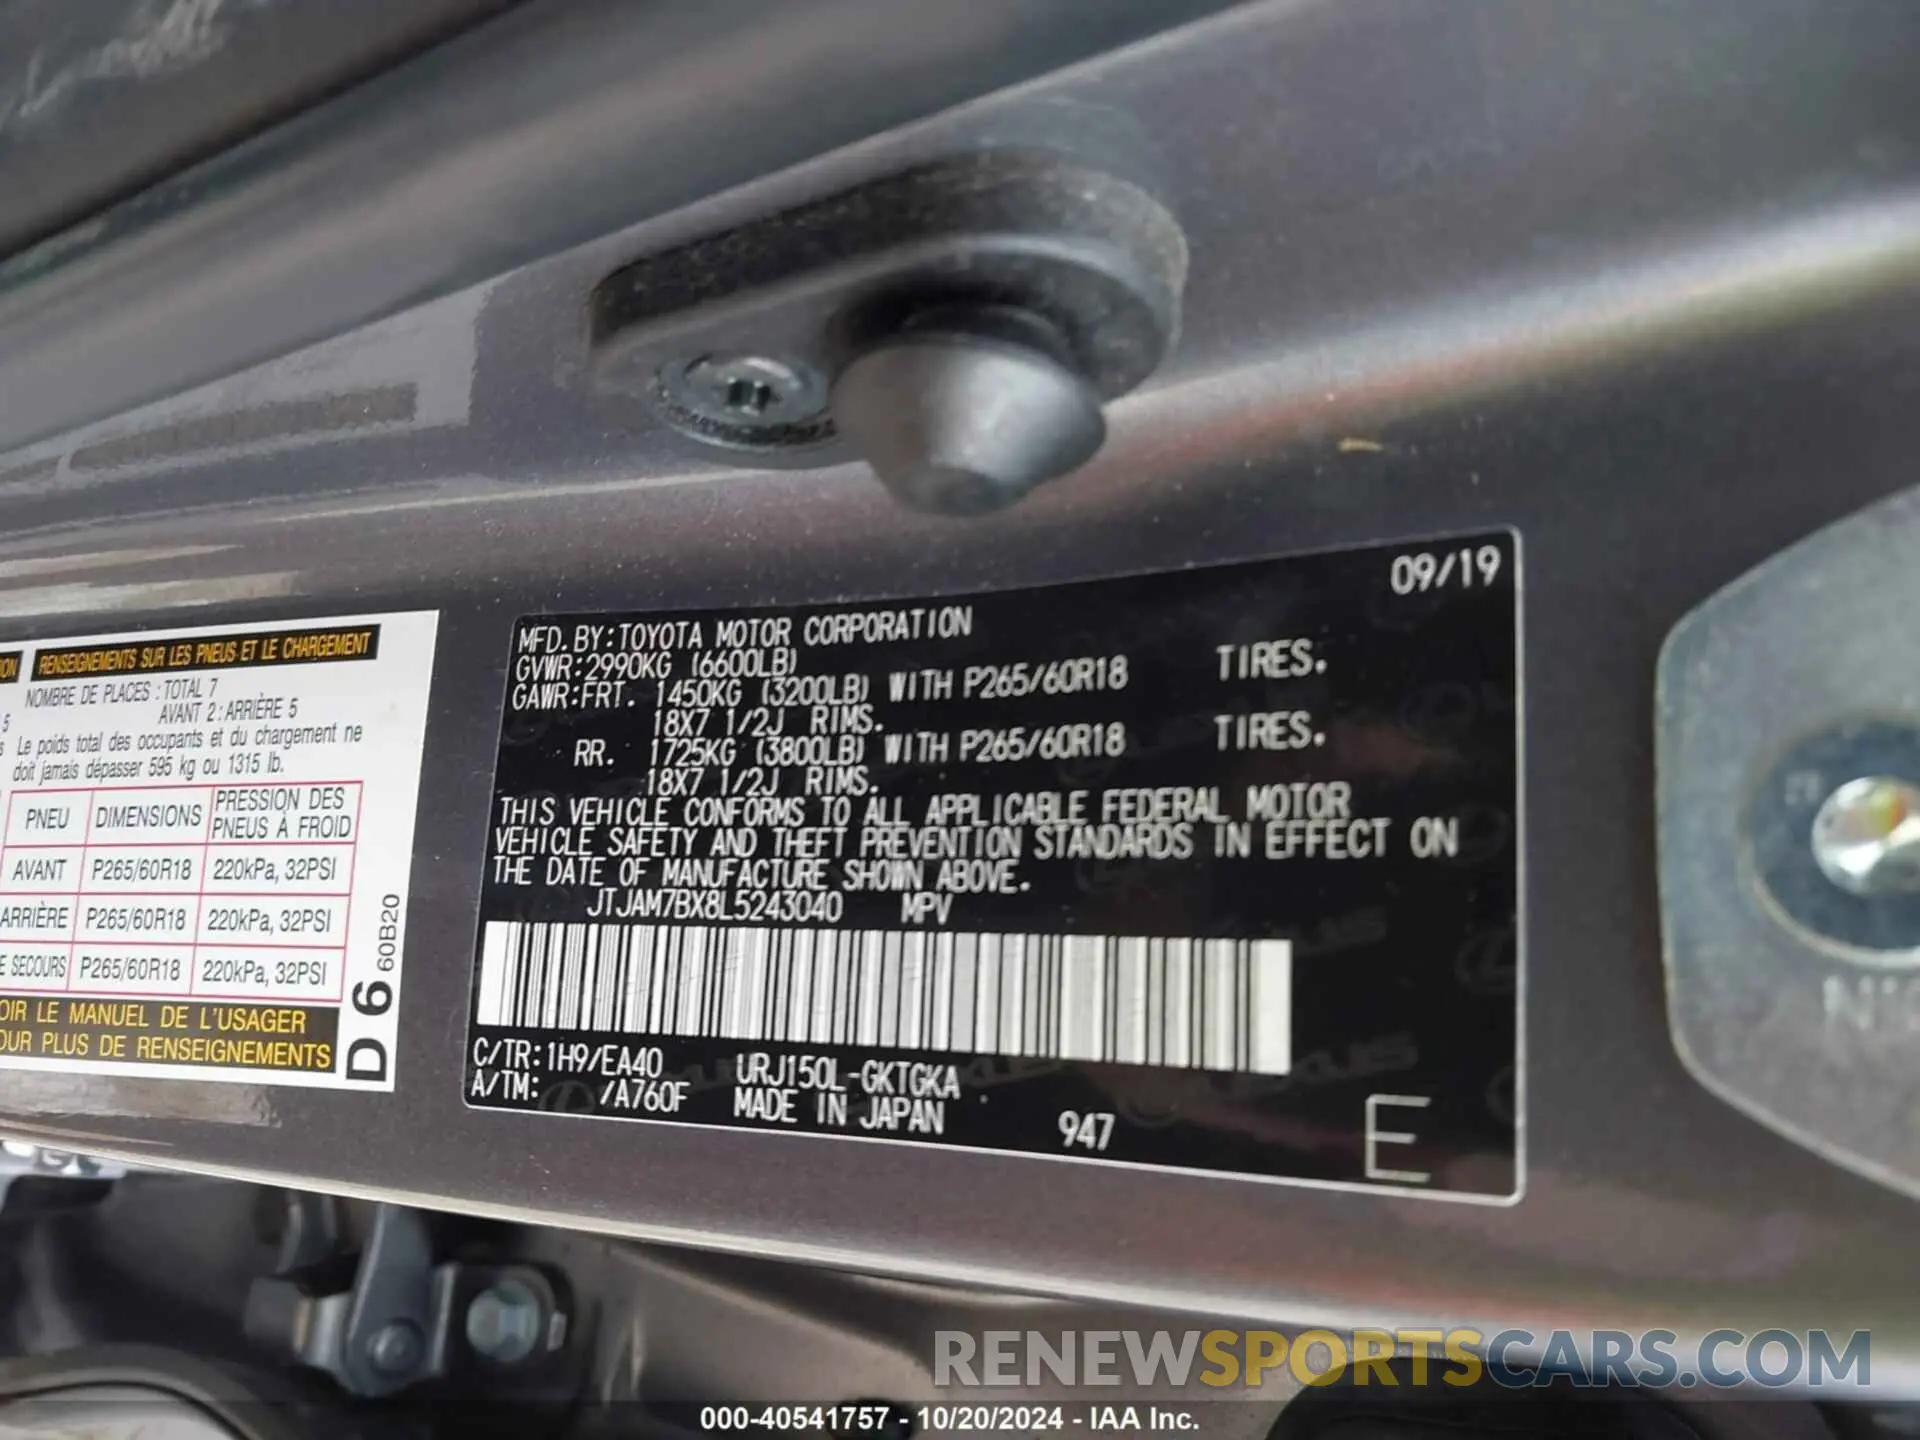 09/19
MFD. BY: TOYOTA MOTOR CORPORATION
GVWR: 2990KG (6600LB)
GAWR: FRT. 1450KG (3200LB) WITH P265/60R18 TIRES.
18X7 1/2J RIMS.
RR. 1725KG (3800LB) WITH P265/60R18 TIRES.
18X7 1/2J RIMS.
THIS VEHICLE CONFORMS TO ALL APPLICABLE FEDERAL MOTOR
VEHICLE SAFETY AND THEFT PREVENTION STANDARDS IN EFFECT ON
THE DATE OF MANUFACTURE SHOWN ABOVE.
JTJAM7BX8L5243040 MPV
C/TR: 1H9/EA40 URJ150L-GKTGKA
A/TM: /A760F MADE IN JAPAN 947 E
RENSEIGNEMENTS SUR LES PNEUS ET LE CHARGEMENT
NOMBRE DE PLACES : TOTAL 7
AVANT 2 : ARRIÈRE 5
Le poids total des occupants et du chargement ne
doit jamais dépasser 595 kg ou 1315 lb.
PNEU DIMENSIONS PRESSION DES
PNEUS À FROID
AVANT P265/60R18 220kPa, 32PSI
ARRIÈRE P265/60R18 220kPa, 32PSI
SECOURS P265/60R18 220kPa, 32PSI
LE MANUEL DE L'USAGER
PLUS DE RENSEIGNEMENTS
D 6 60B20
RENEWSPORTSCARS.COM
000-40541757 - 10/20/2024 - IAA Inc.